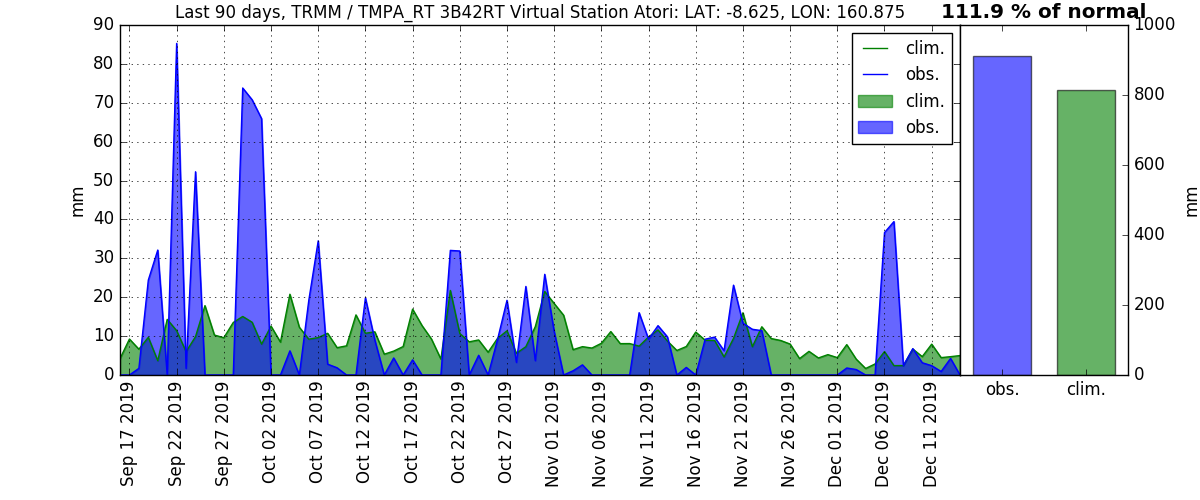 Last 90 days, TRMM / TMPA_RT 3B42RT Virtual Station Atori: LAT: -8.625, LON: 160.875
111.9 % of normal
90
80
70
60
50
40
30
20
10
0
mm
clim.
obs.
clim.
obs.
Sep 17 2019
Sep 22 2019
Sep 27 2019
Oct 02 2019
Oct 07 2019
Oct 12 2019
Oct 17 2019
Oct 22 2019
Oct 27 2019
Nov 01 2019
Nov 06 2019
Nov 11 2019
Nov 16 2019
Nov 21 2019
Nov 26 2019
Dec 01 2019
Dec 06 2019
Dec 11 2019
1000
800
600
400
200
0
mm
obs.
clim.